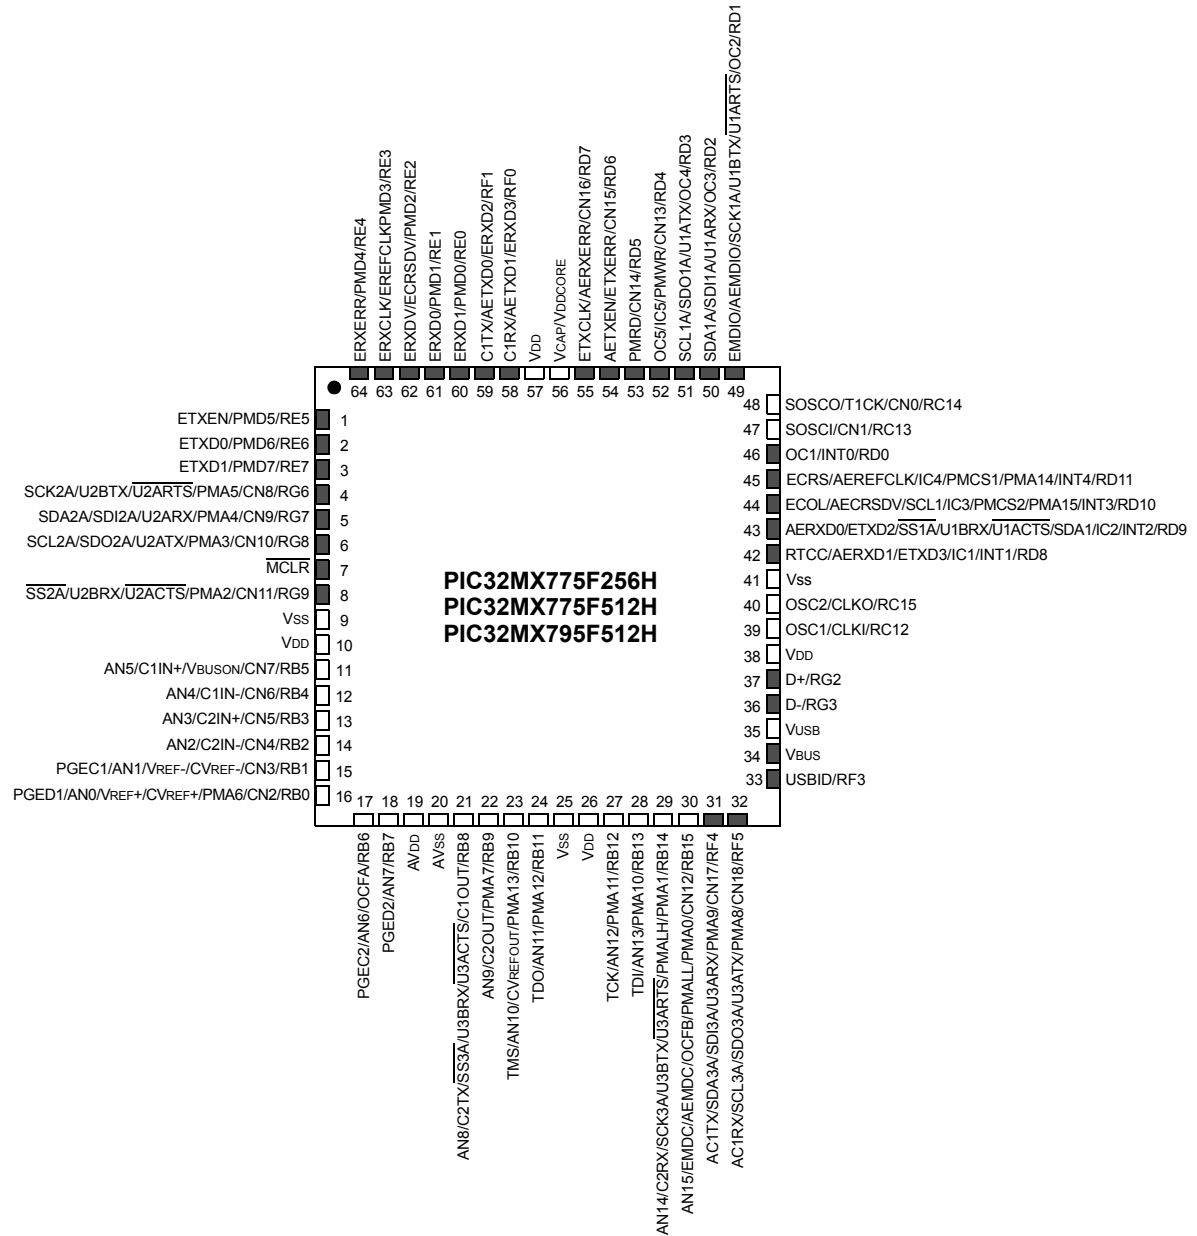 ERXERR/PMD4/RE4
ERXCLK/EREFCLKPMD3/RE3
ERXDV/ECRSDV/PMD2/RE2
ERXD0/PMD1/RE1
ERXD1/PMD0/RE0
C1TX/AETXD0/ERXD2/RF1
C1RX/AETXD1/ERXD3/RF0
VDD
VCAP/VDDCORE
ETXCLK/AERXERR/CN16/RD7
AETXEN/ETXERR/CN15/RD6
PMRD/CN14/RD5
OC5/IC5/PMWR/CN13/RD4
SCL1A/SDO1A/U1ATX/OC4/RD3
SDA1A/SDI1A/U1ARX/OC3/RD2
EMDIO/AEMDIO/SCK1A/U1BTX/U1ARTS/OC2/RD1
64 63 62 61 60 59 58 57 56 55 54 53 52 51 50 49
ETXEN/PMD5/RE5 1
ETXD0/PMD6/RE6 2
ETXD1/PMD7/RE7 3
SCK2A/U2BTX/U2ARTS/PMA5/CN8/RG6 4
SDA2A/SDI2A/U2ARX/PMA4/CN9/RG7 5
SCL2A/SDO2A/U2ATX/PMA3/CN10/RG8 6
MCLR 7
SS2A/U2BRX/U2ACTS/PMA2/CN11/RG9 8
VSS 9
VDD 10
AN5/C1IN+/VBUSON/CN7/RB5 11
AN4/C1IN-/CN6/RB4 12
AN3/C2IN+/CN5/RB3 13
AN2/C2IN-/CN4/RB2 14
PGEC1/AN1/VREF-/CVREF-/CN3/RB1 15
PGED1/AN0/VREF+/CVREF+/PMA6/CN2/RB0 16
PIC32MX775F256H
PIC32MX775F512H
PIC32MX795F512H
48 SOSCO/T1CK/CN0/RC14
47 SOSCI/CN1/RC13
46 OC1/INT0/RD0
45 ECRS/AEREFCLK/IC4/PMCS1/PMA14/INT4/RD11
44 ECOL/AECRSDV/SCL1/IC3/PMCS2/PMA15/INT3/RD10
43 AERXD0/ETXD2/SS1A/U1BRX/U1ACTS/SDA1/IC2/INT2/RD9
42 RTCC/AERXD1/ETXD3/IC1/INT1/RD8
41 Vss
40 OSC2/CLKO/RC15
39 OSC1/CLKI/RC12
38 VDD
37 D+/RG2
36 D-/RG3
35 VUSB
34 VBUS
33 USBID/RF3
17 18 19 20 21 22 23 24 25 26 27 28 29 30 31 32
PGEC2/AN6/OCFA/RB6
PGED2/AN7/RB7
AVDD
AVSS
AN8/C2TX/SS3A/U3BRX/U3ACTS/C1OUT/RB8
AN9/C2OUT/PMA7/RB9
TMS/AN10/CVREFOUT/PMA13/RB10
TDO/AN11/PMA12/RB11
VSS
VDD
TCK/AN12/PMA11/RB12
TDI/AN13/PMA10/RB13
AN14/C2RX/SCK3A/U3BTX/U3ARTS/PMALH/PMA1/RB14
AN15/EMDC/AEMDC/OCFB/PMALL/PMA0/CN12/RB15
AC1TX/SDA3A/SDI3A/U3ARX/PMA9/CN17/RF4
AC1RX/SCL3A/SDO3A/U3ATX/PMA8/CN18/RF5